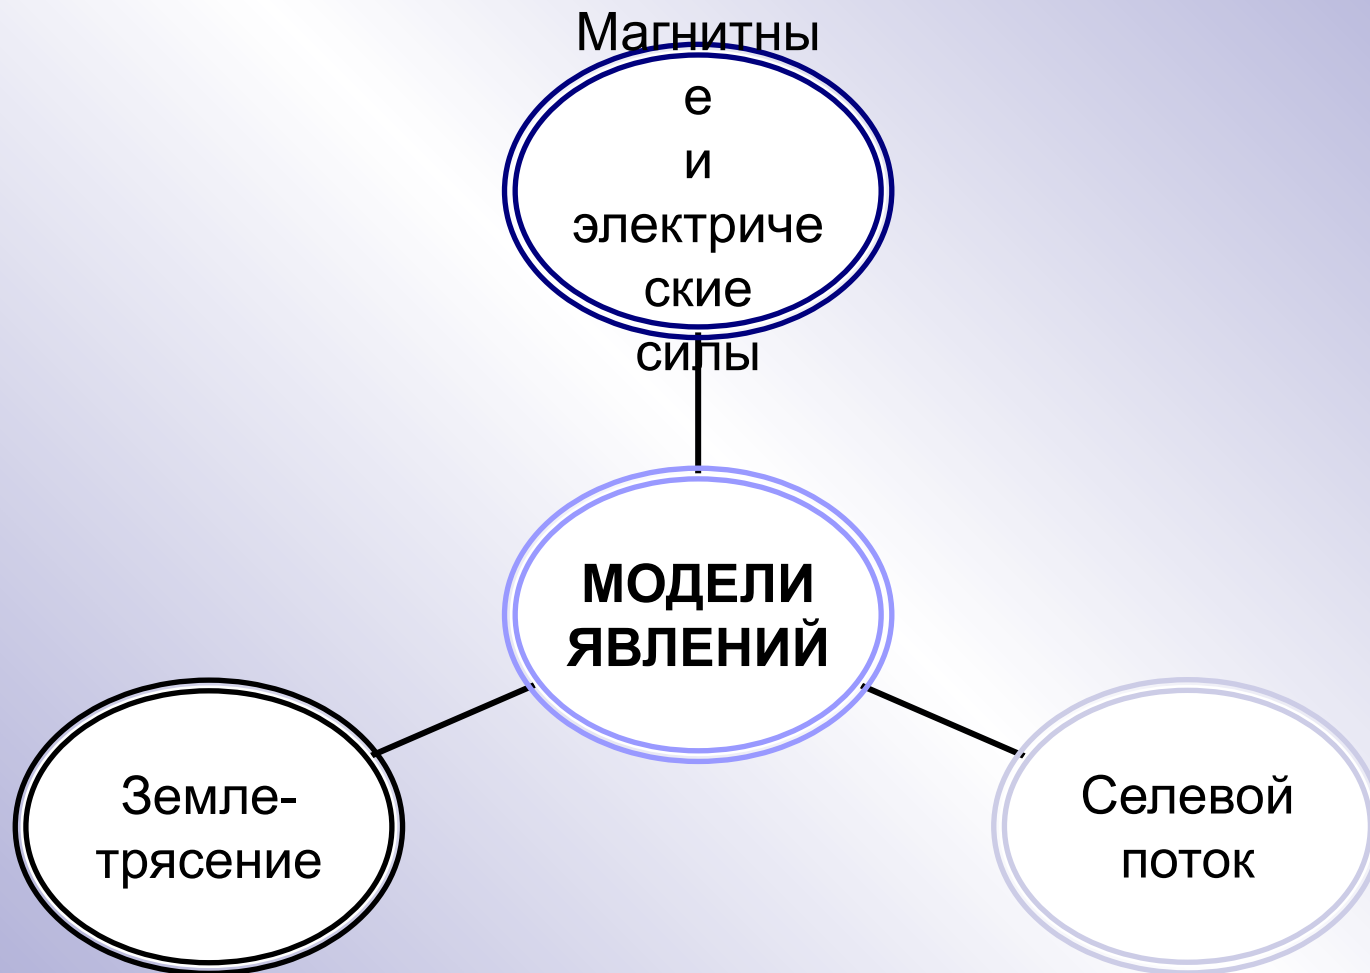 Магнитны
е
и
электриче
ские
силы
МОДЕЛИ
ЯВЛЕНИЙ
Земле-
трясение
Селевой
поток